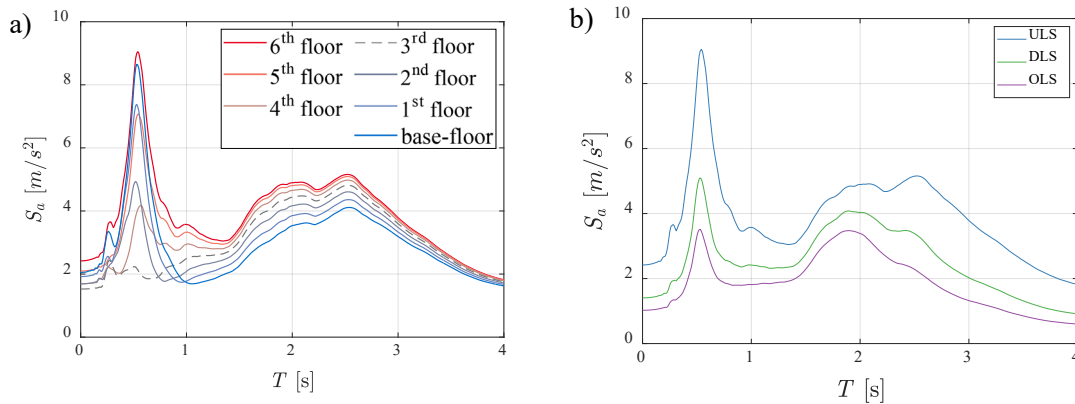 a)
10
8
6
4
2
0
S_a [m/s²]
0 1 2 3 4
T [s]
6th floor
5th floor
4th floor
3rd floor
2nd floor
1st floor
base-floor
b)
10
8
6
4
2
0
S_a [m/s²]
0 1 2 3 4
T [s]
ULS
DLS
OLS